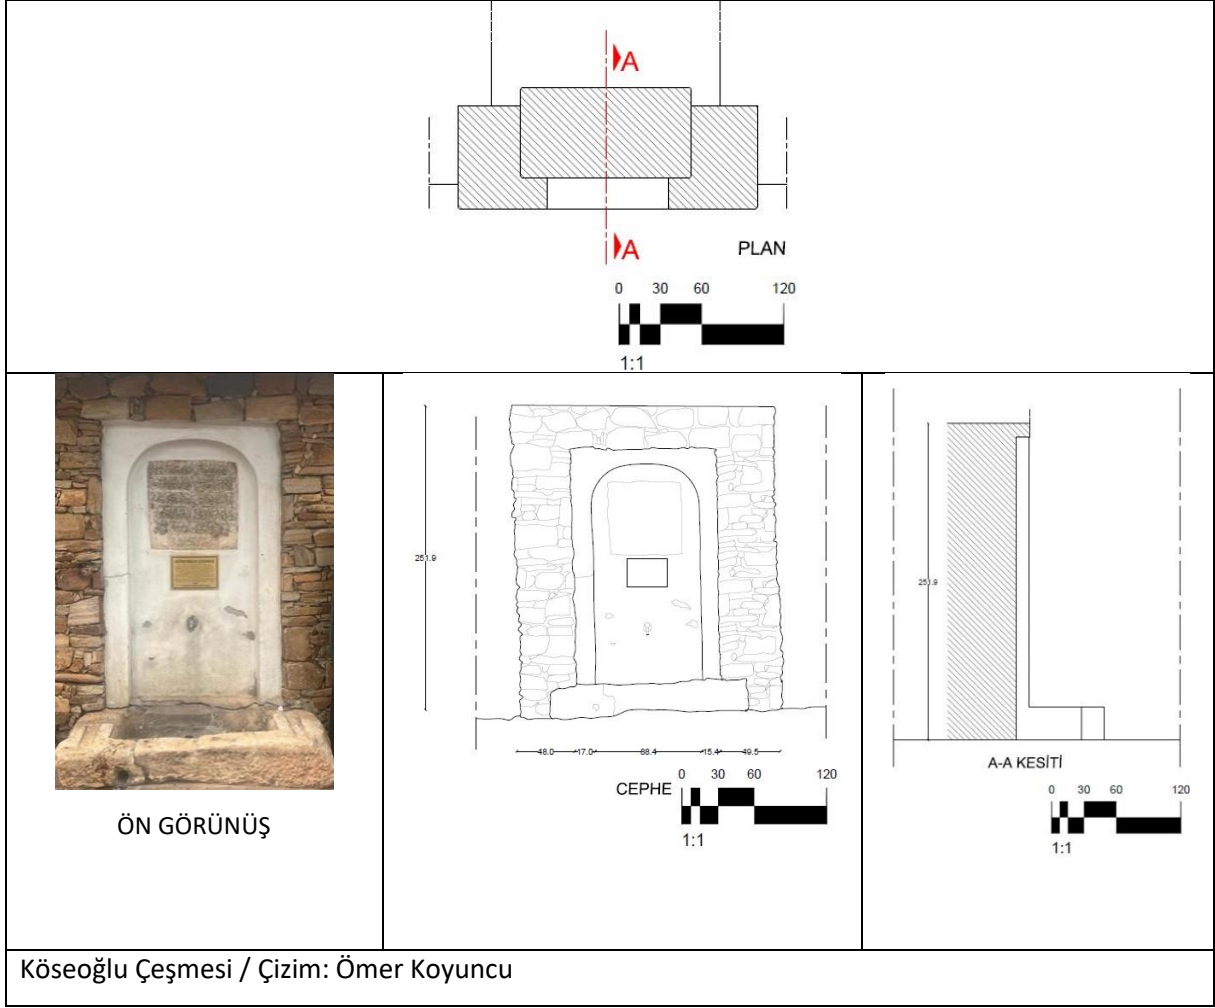 A
A
PLAN
0 30 60 120
1:1
251.9
48.0 17.0 88.4 15.4 49.5
CEPHE
0 30 60 120
1:1
251.9
A-A KESİTİ
0 30 60 120
1:1
ÖN GÖRÜNÜŞ
Köseoğlu Çeşmesi / Çizim: Ömer Koyuncu